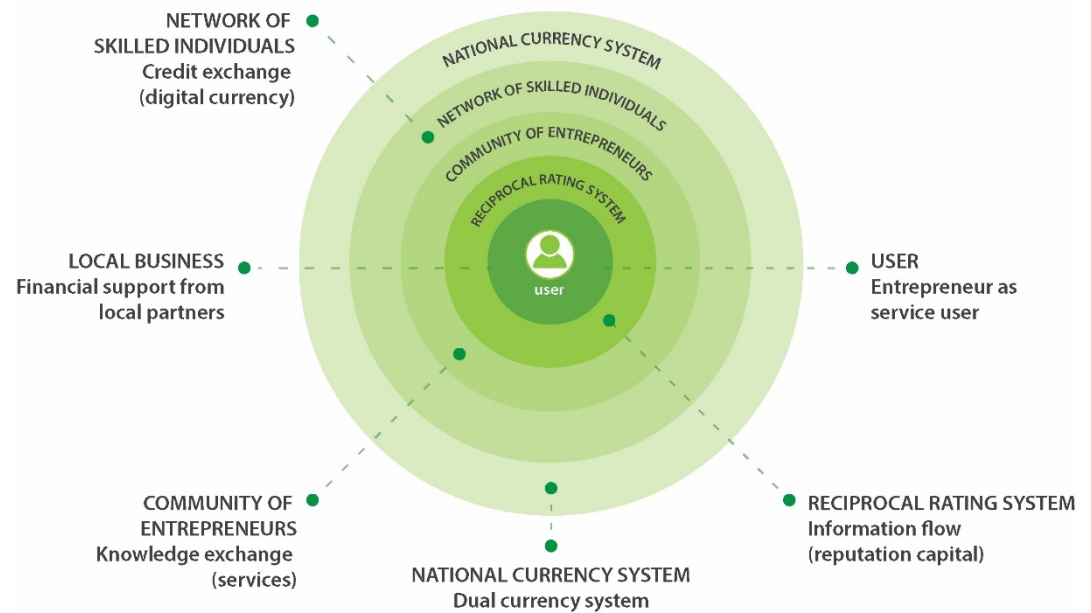 NETWORK OF
SKILLED INDIVIDUALS
Credit exchange
(digital currency)
NATIONAL CURRENCY SYSTEM
NETWORK OF SKILLED INDIVIDUALS
COMMUNITY OF ENTREPRENEURS
RECIPROCAL RATING SYSTEM
user
LOCAL BUSINESS
Financial support from
local partners
USER
Entrepreneur as
service user
COMMUNITY OF
ENTREPRENEURS
Knowledge exchange
(services)
NATIONAL CURRENCY SYSTEM
Dual currency system
RECIPROCAL RATING SYSTEM
Information flow
(reputation capital)